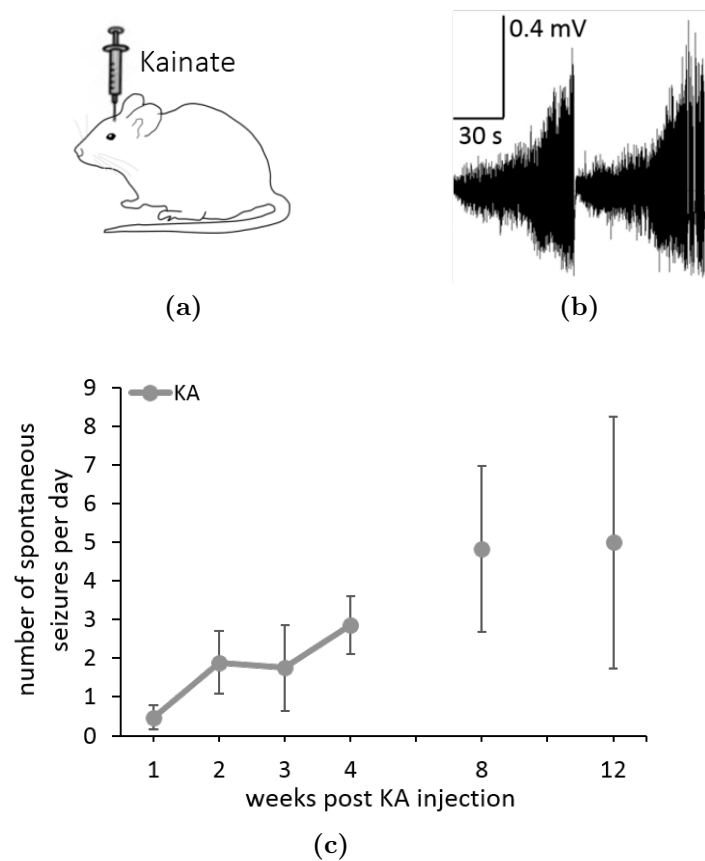 Kainate
0.4 mV
30 s
(a)
(b)
9
8
7
6
5
4
3
2
1
0
KA
number of spontaneous
seizures per day
1 2 3 4 8 12
weeks post KA injection
(c)